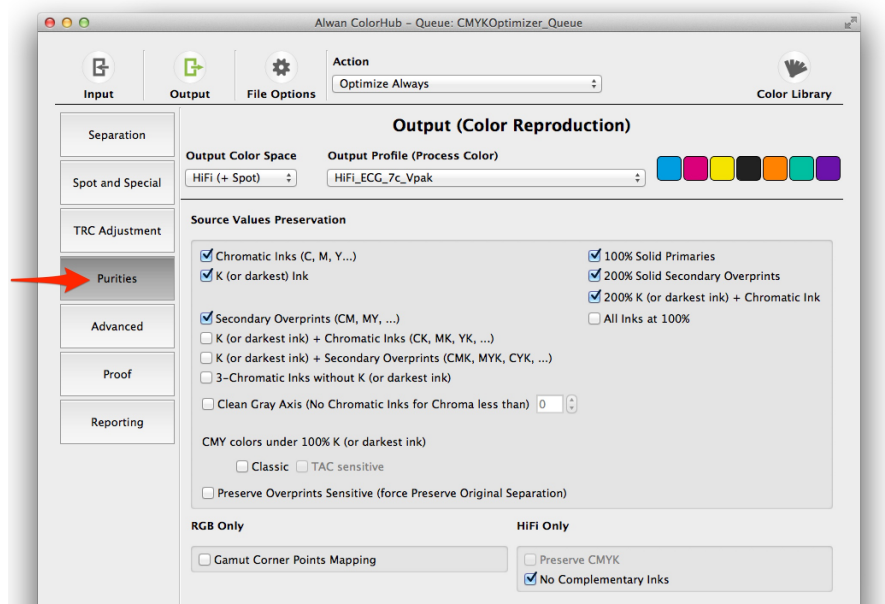 Alwan ColorHub - Queue: CMYKOptimizer_Queue
Action
Optimize Always
Input
Output
File Options
Color Library
Output (Color Reproduction)
Separation
Spot and Special
TRC Adjustment
Purities
Advanced
Proof
Reporting
Output Color Space
Output Profile (Process Color)
HiFi (+ Spot)
HiFi_ECG_7c_Vpak
Source Values Preservation
Chromatic Inks (C, M, Y...)
100% Solid Primaries
K (or darkest) Ink
200% Solid Secondary Overprints
200% K (or darkest ink) + Chromatic Ink
Secondary Overprints (CM, MY, ...)
All Inks at 100%
K (or darkest ink) + Chromatic Inks (CK, MK, YK, ...)
K (or darkest ink) + Secondary Overprints (CMK, MYK, CYK, ...)
3-Chromatic Inks without K (or darkest ink)
Clean Gray Axis (No Chromatic Inks for Chroma less than) 0
CMY colors under 100% K (or darkest ink)
Classic
TAC sensitive
Preserve Overprints Sensitive (force Preserve Original Separation)
RGB Only
HiFi Only
Gamut Corner Points Mapping
Preserve CMYK
No Complementary Inks